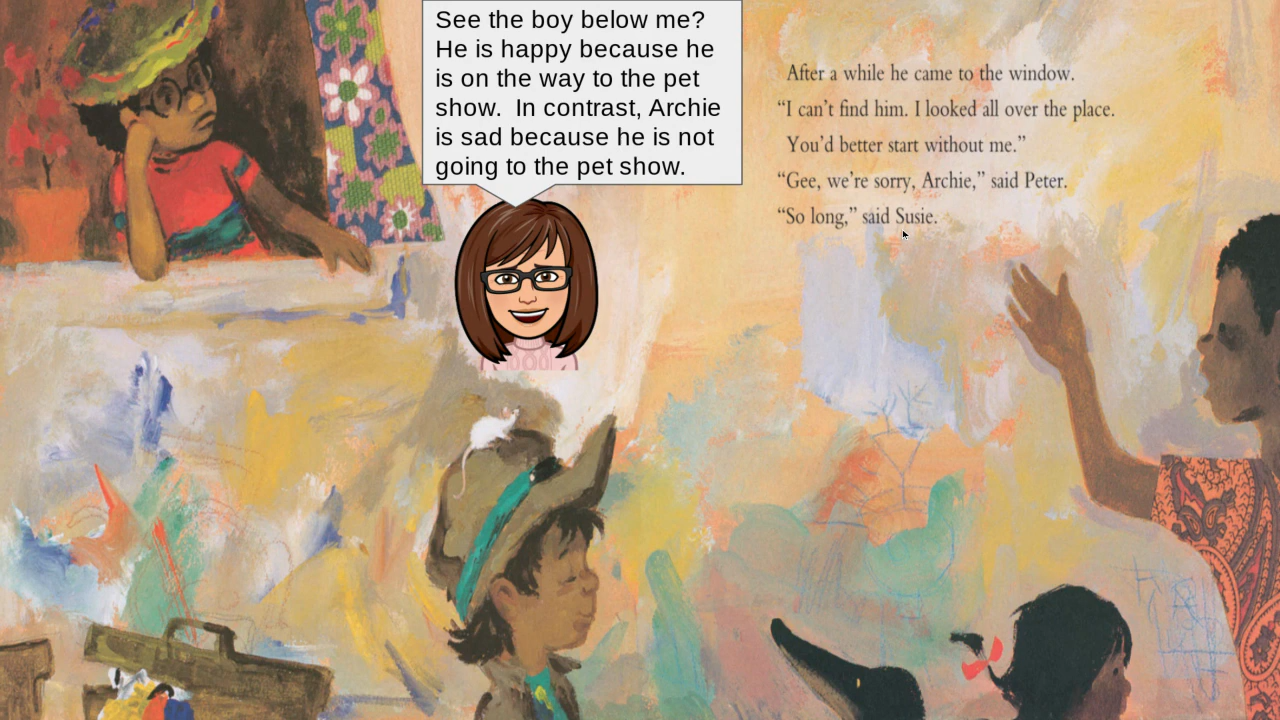 See the boy below me?
He is happy because he
is on the way to the pet
show.  In contrast, Archie
is sad because he is not
going to the pet show.
After a while he came to the window.
“I can’t find him. I looked all over the place.
You’d better start without me.”
“Gee, we’re sorry, Archie,” said Peter.
“So long,” said Susie.